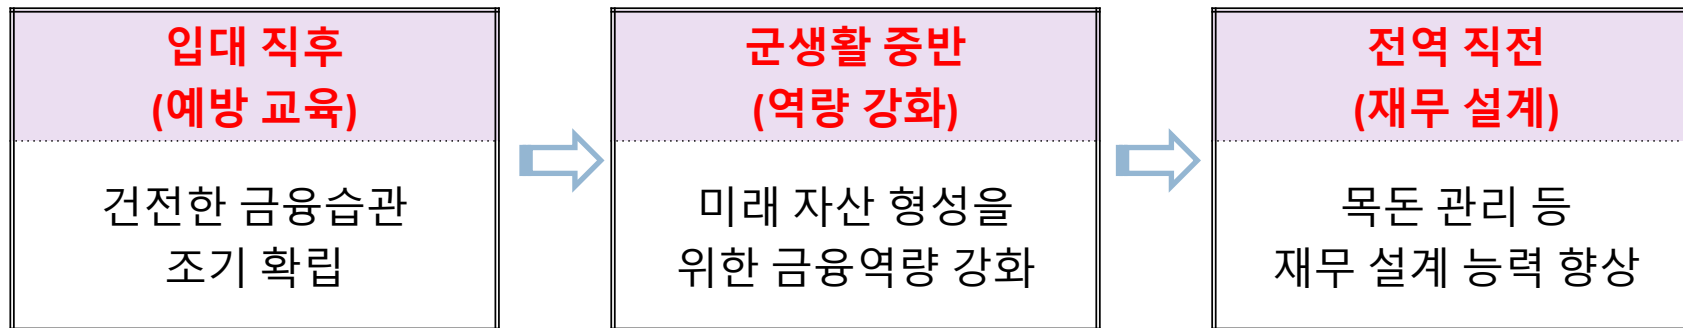 입대 직후
(예방 교육)
건전한 금융습관
조기 확립
군생활 중반
(역량 강화)
미래 자산 형성을
위한 금융역량 강화
전역 직전
(재무 설계)
목돈 관리 등
재무 설계 능력 향상